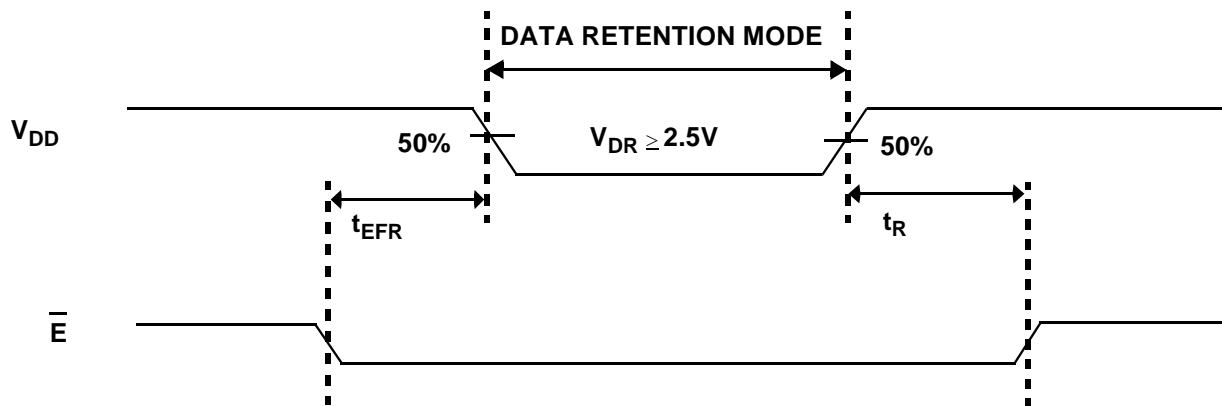 DATA RETENTION MODE
VDD
50%
VDR ≥ 2.5V
50%
tEFR
tR
E̅